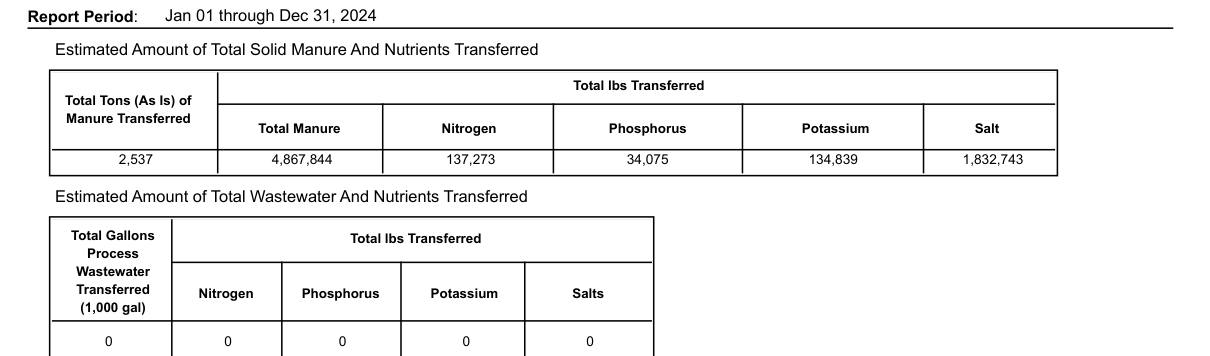 Report Period: Jan 01 through Dec 31, 2024
Estimated Amount of Total Solid Manure And Nutrients Transferred
Total Tons (As Is) of
Manure Transferred
Total lbs Transferred
Total Manure Nitrogen Phosphorus Potassium Salt
2,537 4,867,844 137,273 34,075 134,839 1,832,743
Estimated Amount of Total Wastewater And Nutrients Transferred
Total Gallons
Process
Wastewater
Transferred
(1,000 gal)
Total lbs Transferred
Nitrogen Phosphorus Potassium Salts
0 0 0 0 0